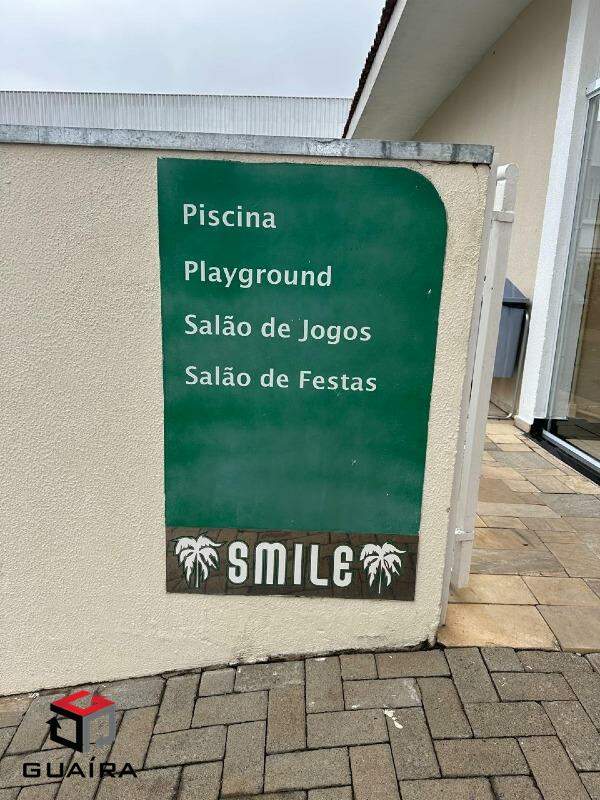 Piscina
Playground
Salão de Jogos
Salão de Festas
SMILE
GUAÍRA